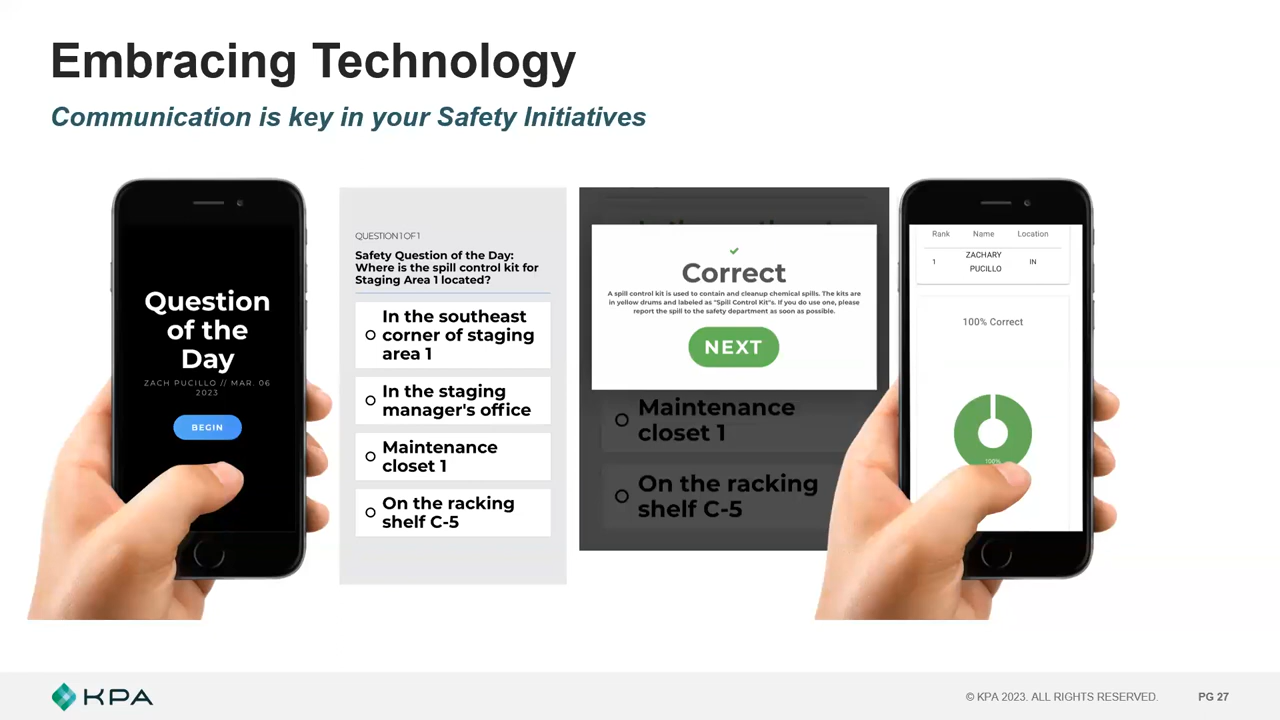 Embracing Technology
Communication is key in your Safety Initiatives
Question
of the
Day
ZACH PUCILLO // MAR. 06
2023
BEGIN
QUESTION 1 OF 1
Safety Question of the Day:
Where is the spill control kit for
Staging Area 1 located?
In the southeast
corner of staging
area 1
In the staging
manager's office
Maintenance
closet 1
On the racking
shelf C-5
Correct
A spill control kit is used to contain and cleanup chemical spills. The kits are
in yellow drums and labeled as "Spill Control Kit"s. If you do use one, please
report the spill to the safety department as soon as possible.
NEXT
Maintenance
closet 1
On the racking
shelf C-5
Rank Name Location
1 ZACHARY PUCILLO IN
100% Correct
100%
KPA
© KPA 2023. ALL RIGHTS RESERVED.
PG 27